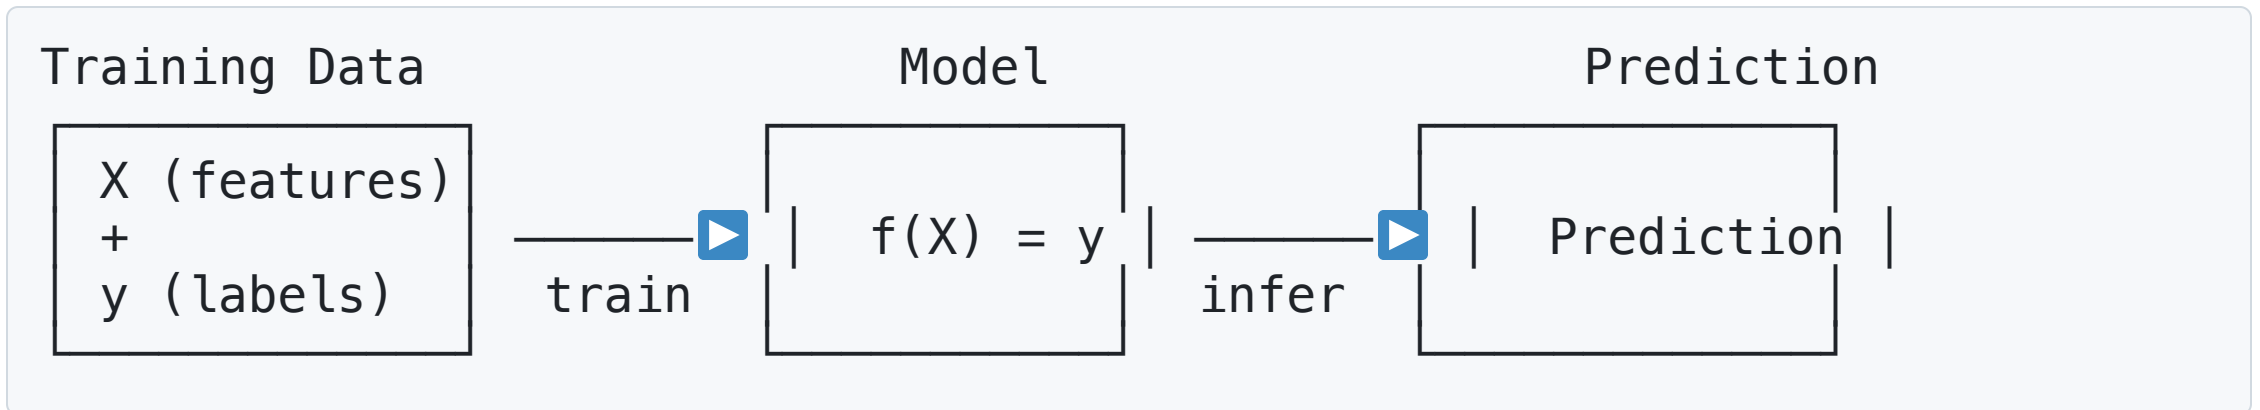 Training Data Model Prediction
X (features)
+ f(X) = y Prediction
y (labels) train infer